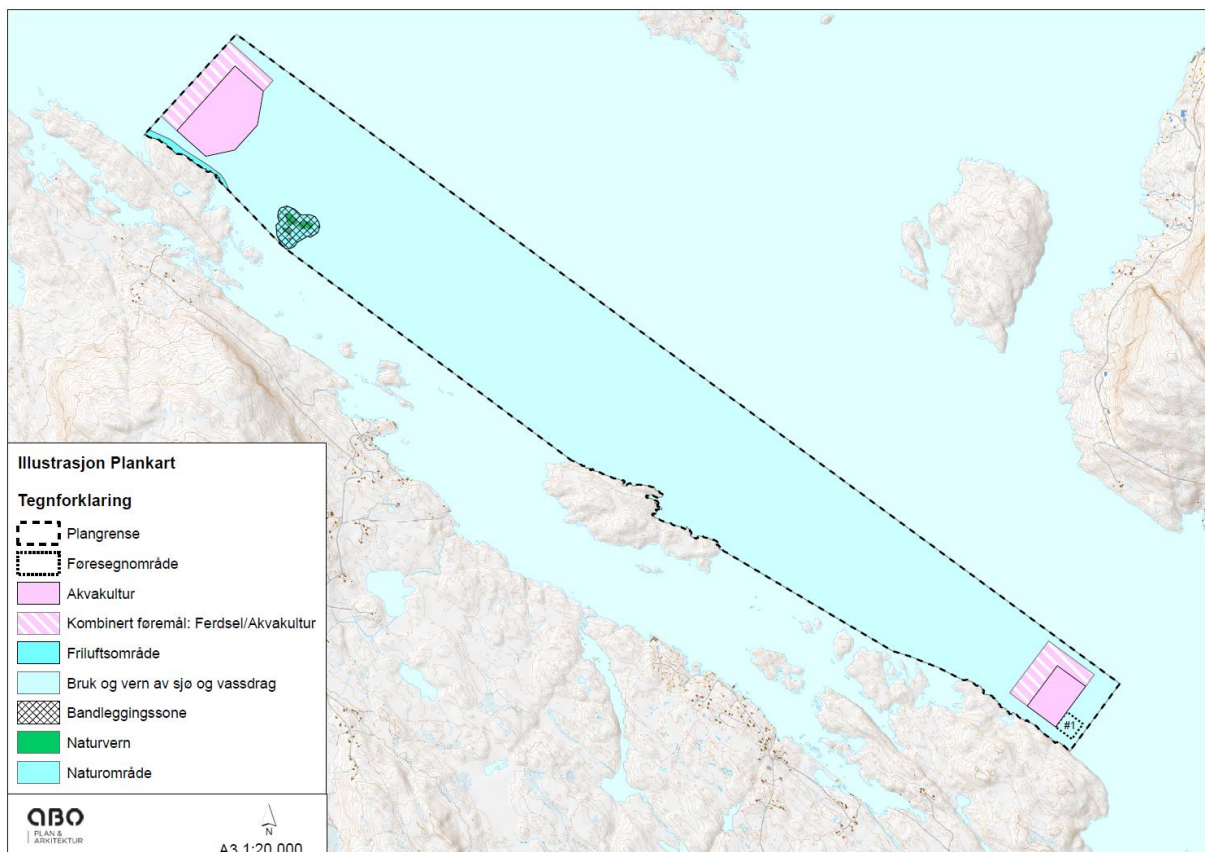 #1
Illustrasjon Plankart
Tegnforklaring
Plangrense
Føresegnområde
Akvakultur
Kombinert føremål: Ferdsel/Akvakultur
Friluftsområde
Bruk og vern av sjø og vassdrag
Bandleggingssone
Naturvern
Naturområde
abo
PLAN &
ARKITEKTUR
N
A3 1:20 000